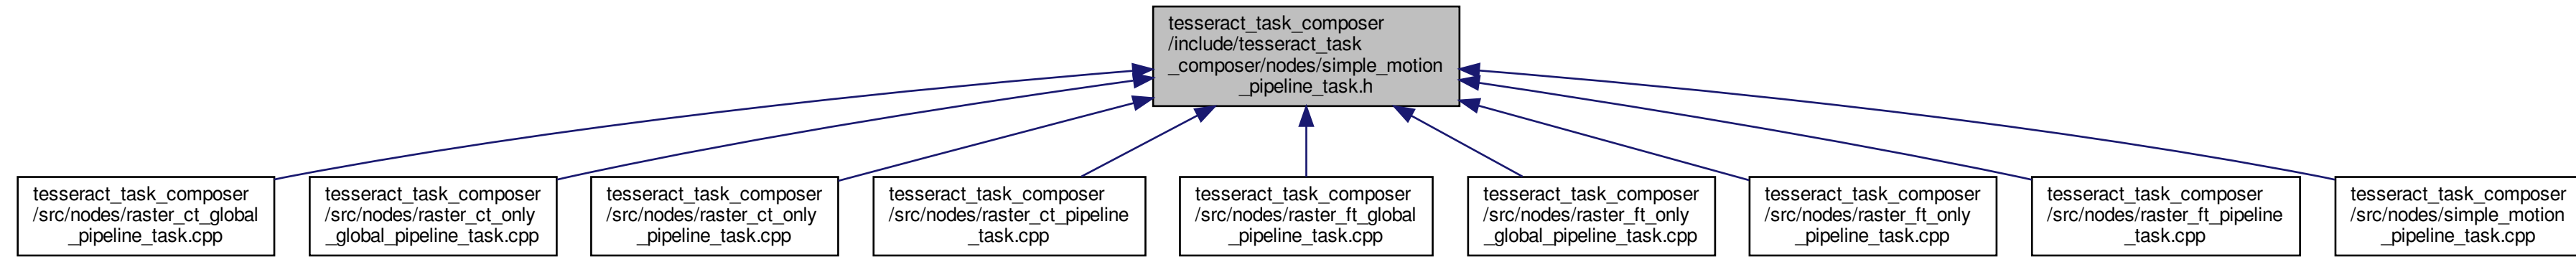 tesseract_task_composer
/include/tesseract_task
_composer/nodes/simple_motion
_pipeline_task.h
tesseract_task_composer
/src/nodes/raster_ct_global
_pipeline_task.cpp
tesseract_task_composer
/src/nodes/raster_ct_only
_global_pipeline_task.cpp
tesseract_task_composer
/src/nodes/raster_ct_only
_pipeline_task.cpp
tesseract_task_composer
/src/nodes/raster_ct_pipeline
_task.cpp
tesseract_task_composer
/src/nodes/raster_ft_global
_pipeline_task.cpp
tesseract_task_composer
/src/nodes/raster_ft_only
_global_pipeline_task.cpp
tesseract_task_composer
/src/nodes/raster_ft_only
_pipeline_task.cpp
tesseract_task_composer
/src/nodes/raster_ft_pipeline
_task.cpp
tesseract_task_composer
/src/nodes/simple_motion
_pipeline_task.cpp